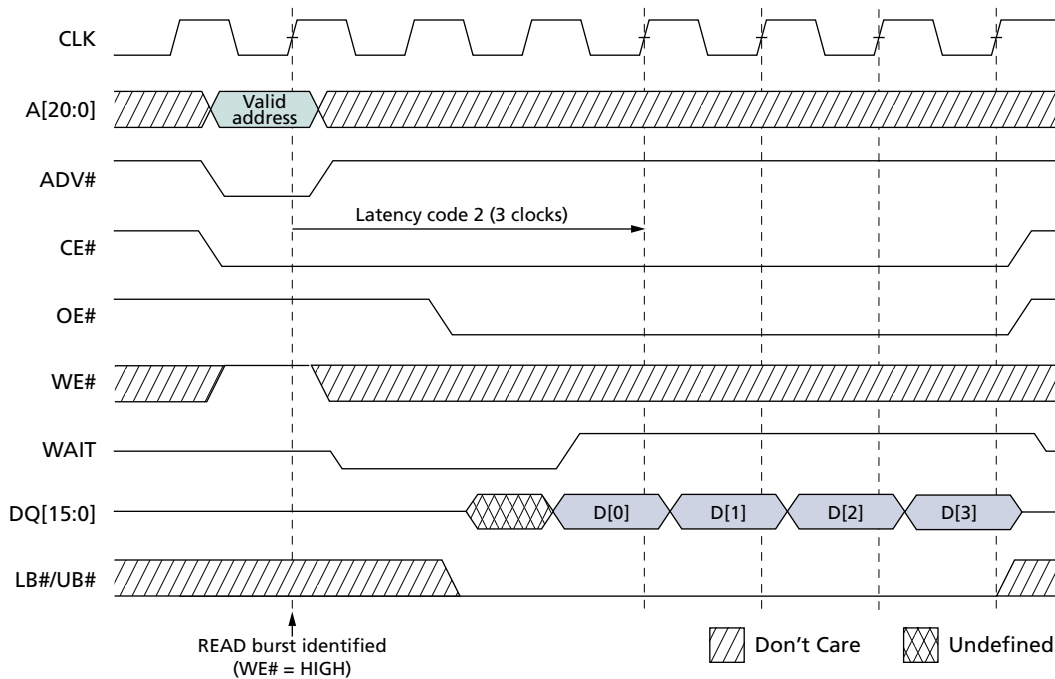 CLK
A[20:0]
Valid
address
ADV#
Latency code 2 (3 clocks)
CE#
OE#
WE#
WAIT
DQ[15:0]
D[0]
D[1]
D[2]
D[3]
LB#/UB#
READ burst identified
(WE# = HIGH)
Don't Care
Undefined